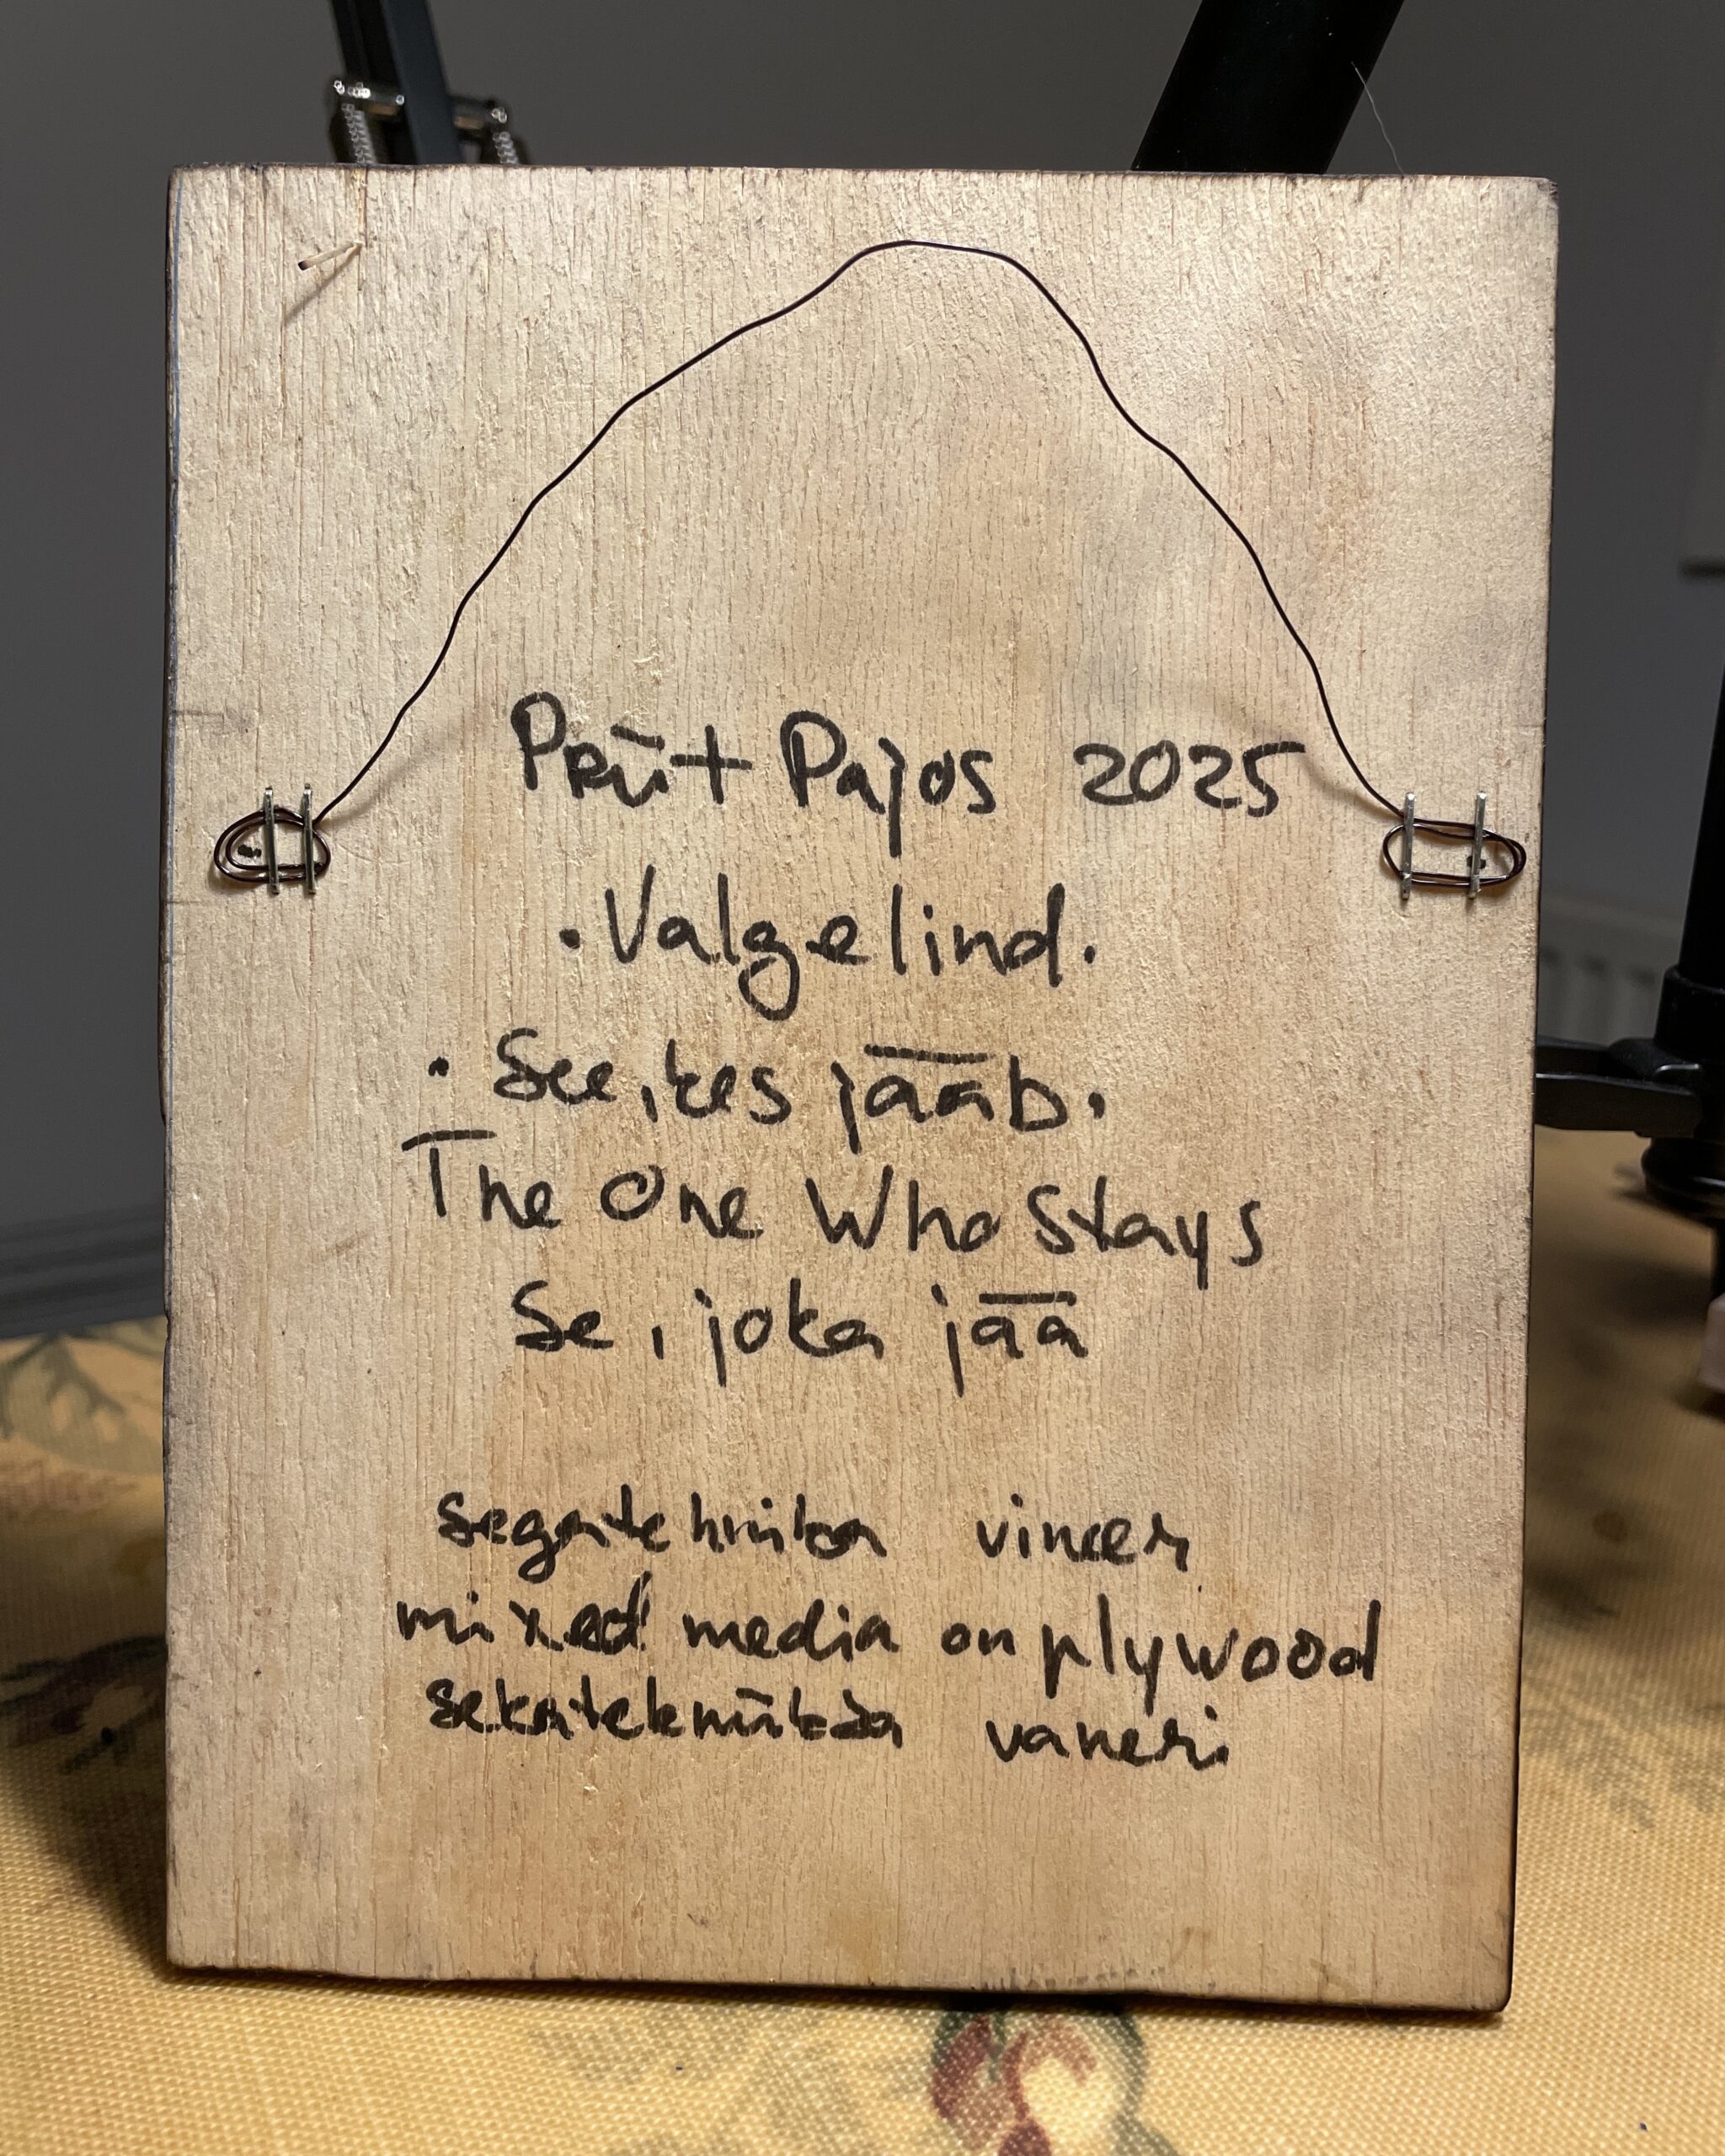 Priit Pajos 2025
• Valgelind.
• See, kes jääb.
The One Who Stays
Se, joka jää
segatehnika vineer
mixed media on plywood
sekatekniikka vaneri